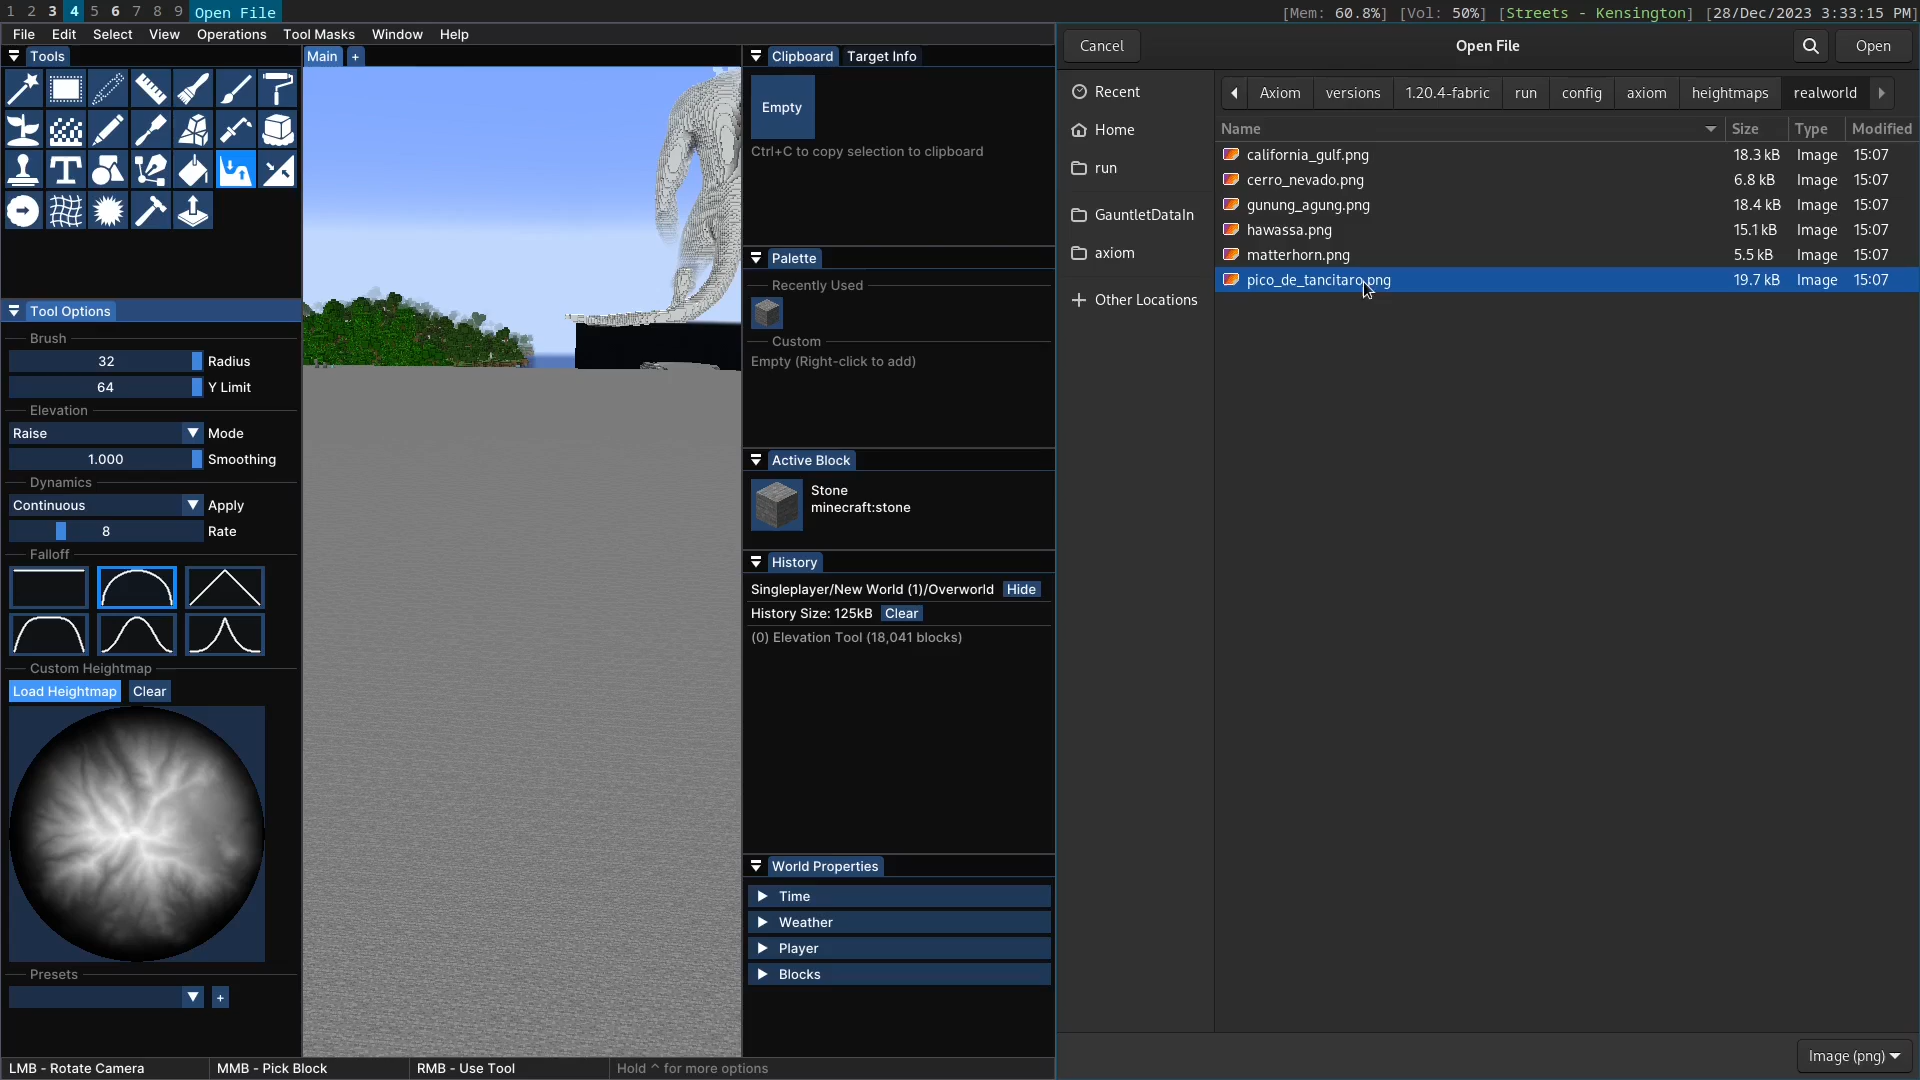 1 2 3 4 5 6 7 8 9 Open File
[Mem: 60.8%] [Vol: 50%] [Streets - Kensington] [28/Dec/2023 3:33:15 PM]
File Edit Select View Operations Tool Masks Window Help
Tools
Tool Options
Brush
32 Radius
64 Y Limit
Elevation
Raise Mode
1.000 Smoothing
Dynamics
Continuous Apply
8 Rate
Falloff
Custom Heightmap
Load Heightmap Clear
Presets
+
Main +
Clipboard Target Info
Empty
Ctrl+C to copy selection to clipboard
Palette
Recently Used
Custom
Empty (Right-click to add)
Active Block
Stone
minecraft:stone
History
Singleplayer/New World (1)/Overworld Hide
History Size: 125kB Clear
(0) Elevation Tool (18,041 blocks)
World Properties
Time
Weather
Player
Blocks
LMB - Rotate Camera MMB - Pick Block RMB - Use Tool Hold ^ for more options
Cancel Open File Open
Recent
Home
run
GauntletDataIn
axiom
Other Locations
Axiom versions 1.20.4-fabric run config axiom heightmaps realworld
Name Size Type Modified
california_gulf.png 18.3 kB Image 15:07
cerro_nevado.png 6.8 kB Image 15:07
gunung_agung.png 18.4 kB Image 15:07
hawassa.png 15.1 kB Image 15:07
matterhorn.png 5.5 kB Image 15:07
pico_de_tancitaro.png 19.7 kB Image 15:07
Image (png)